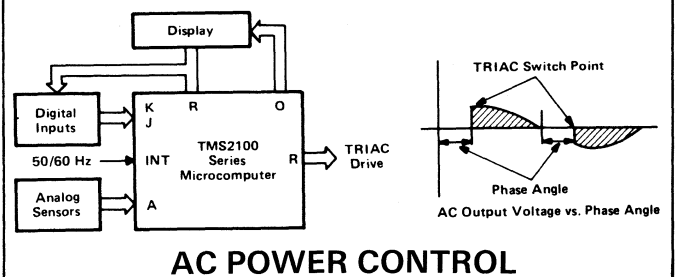 Display
Digital
Inputs
50/60 Hz
Analog
Sensors
K
J
R
O
INT
A
TMS2100
Series
Microcomputer
R
TRIAC
Drive
TRIAC Switch Point
Phase Angle
AC Output Voltage vs. Phase Angle
AC POWER CONTROL